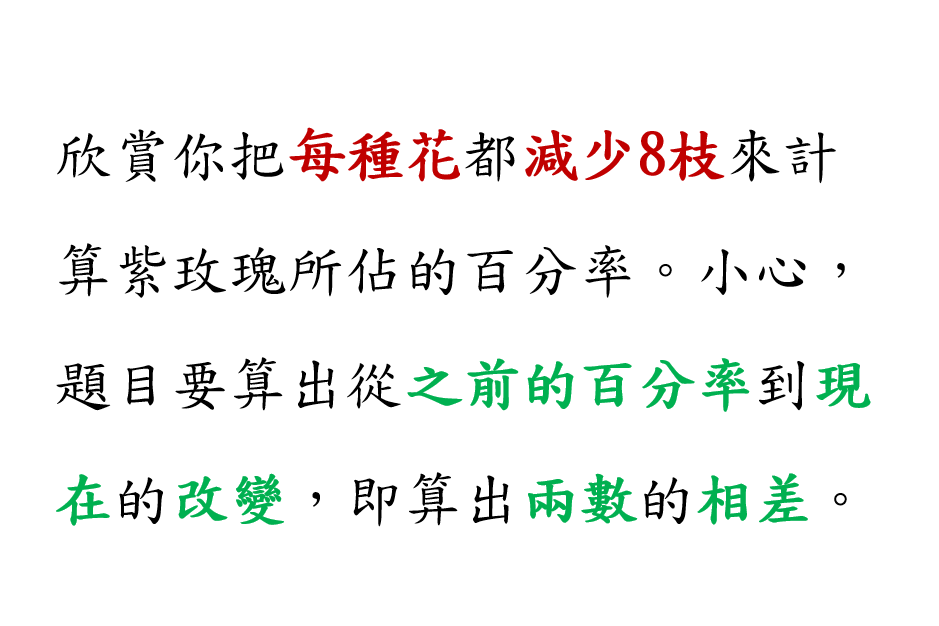 欣賞你把每種花都減少8枝來計
算紫玫瑰所佔的百分率。小心，
題目要算出從之前的百分率到現
在的改變，即算出兩數的相差。